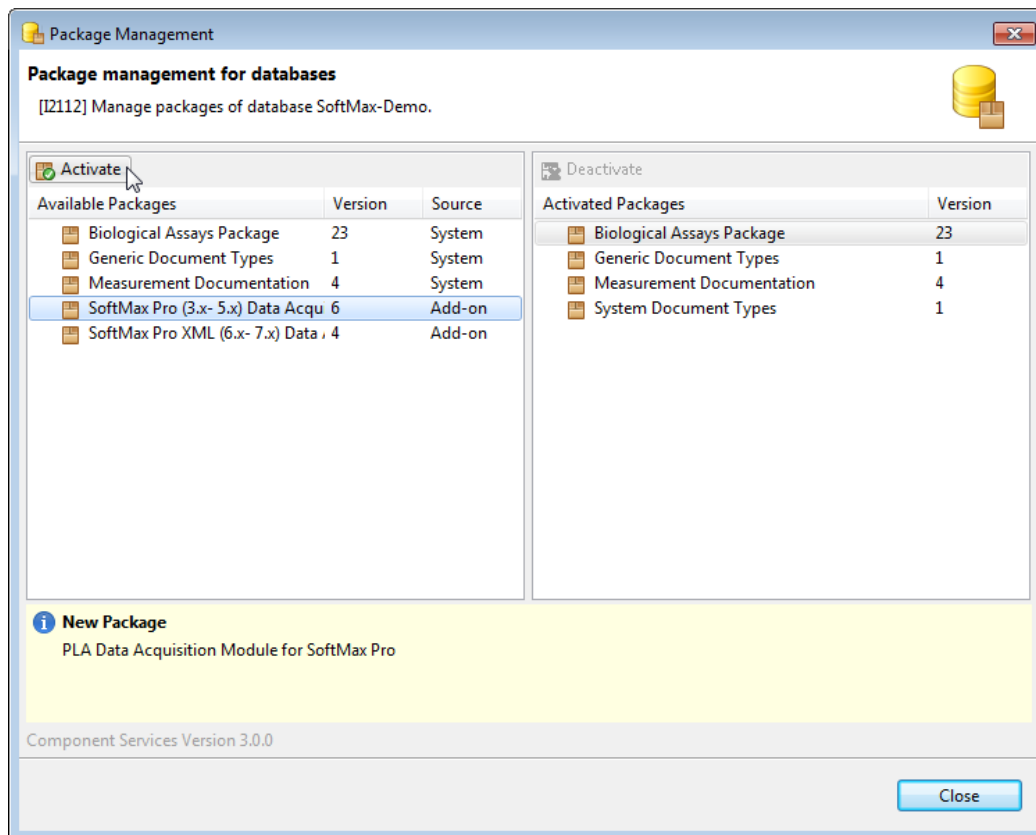 Package Management
Package management for databases
[I2112] Manage packages of database SoftMax-Demo.
Activate
Available Packages Version Source
Biological Assays Package 23 System
Generic Document Types 1 System
Measurement Documentation 4 System
SoftMax Pro (3.x- 5.x) Data Acqu 6 Add-on
SoftMax Pro XML (6.x- 7.x) Data 4 Add-on
Deactivate
Activated Packages Version
Biological Assays Package 23
Generic Document Types 1
Measurement Documentation 4
System Document Types 1
New Package
PLA Data Acquisition Module for SoftMax Pro
Component Services Version 3.0.0
Close